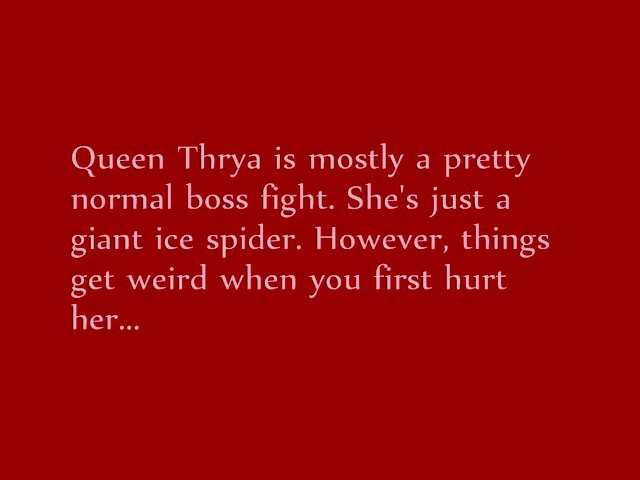 Queen Thrya is mostly a pretty
normal boss fight. She's just a
giant ice spider. However, things
get weird when you first hurt
her...